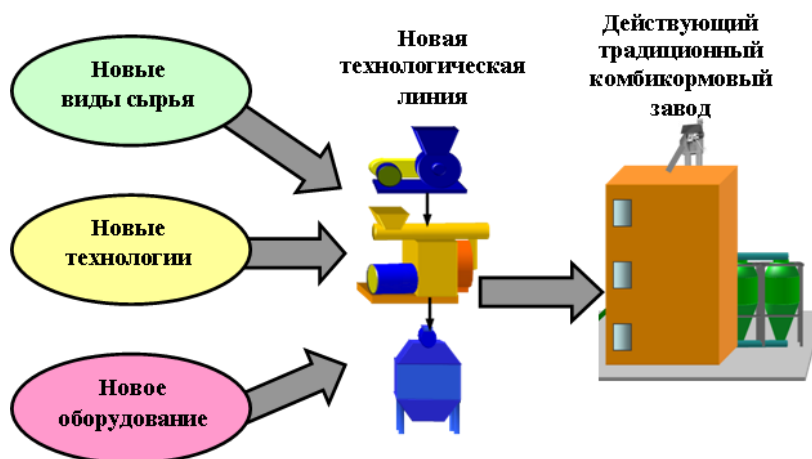 Новые
виды сырья
Новые
технологии
Новое
оборудование
Новая
технологическая
линия
Действующий
традиционный
комбикормовый
завод